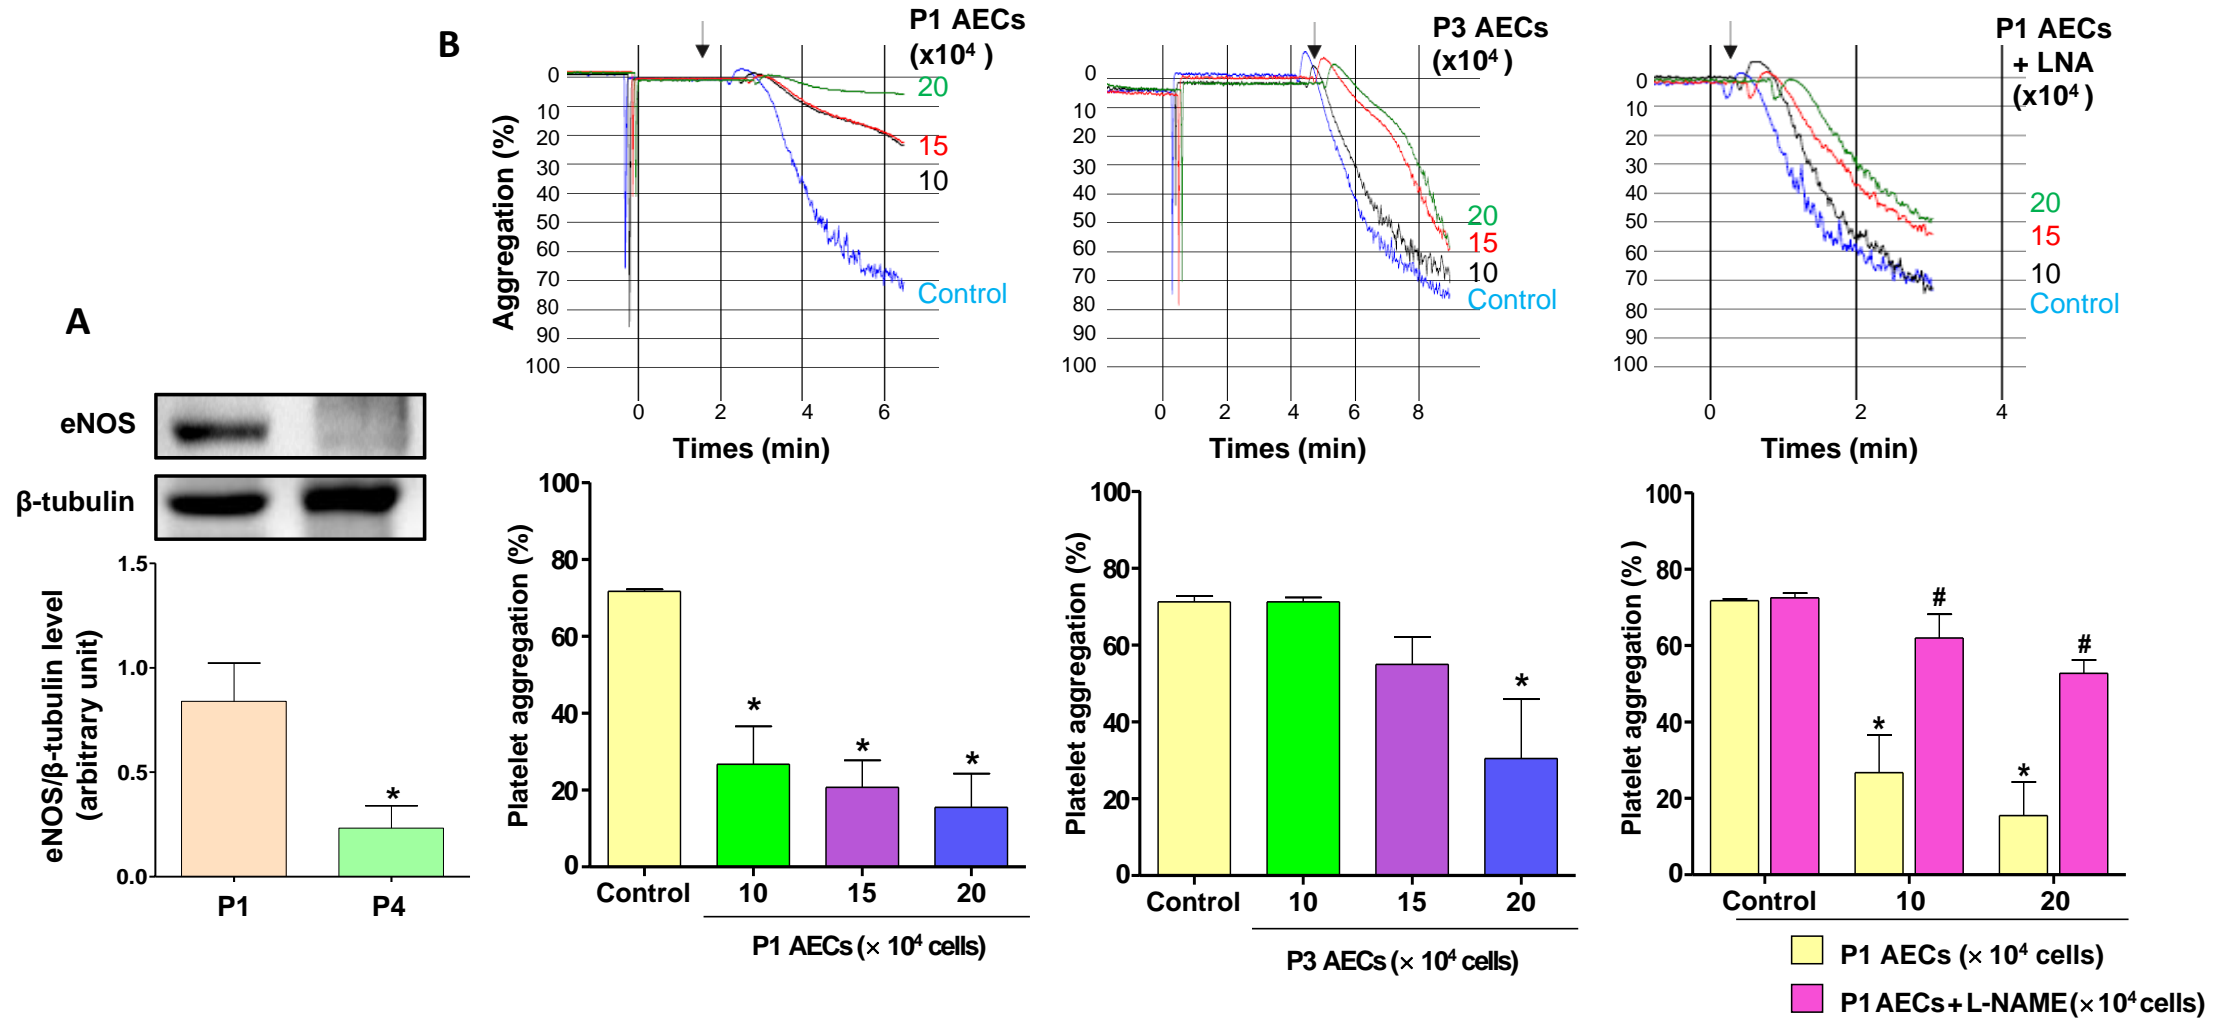 A
eNOS
β-tubulin
eNOS/β-tubulin level
(arbitrary unit)
1.5
1.0
0.5
0.0
*
P1
P4
B
P1 AECs
(x10⁴ )
Aggregation (%)
0
10
20
30
40
50
60
70
80
90
100
20
15
10
Control
0
2
4
6
Times (min)
P3 AECs
(x10⁴ )
0
10
20
30
40
50
60
70
80
90
100
20
15
10
Control
0
2
4
6
8
Times (min)
P1 AECs
+ LNA
(x10⁴ )
0
10
20
30
40
50
60
70
80
90
100
20
15
10
Control
0
2
4
Times (min)
Platelet aggregation (%)
100
80
60
40
20
0
*
*
*
Control
10
15
20
P1 AECs (× 10⁴ cells)
Platelet aggregation (%)
100
80
60
40
20
0
*
Control
10
15
20
P3 AECs (× 10⁴ cells)
Platelet aggregation (% )
100
80
60
40
20
0
*
#
*
#
Control
10
20
P1 AECs (× 10⁴ cells)
P1 AECs + L-NAME (× 10⁴ cells)